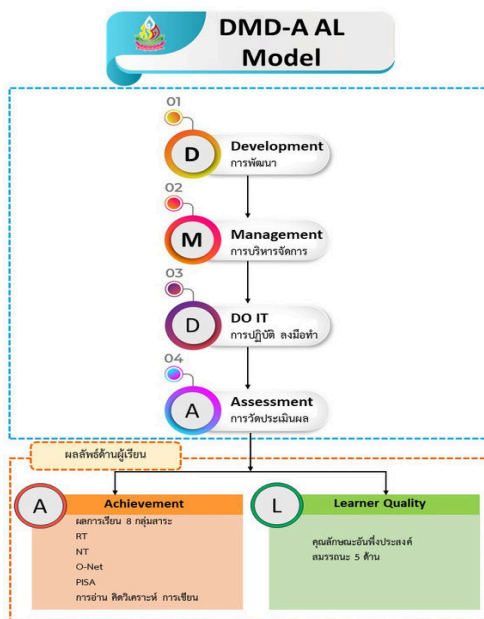 DMD-A AL
Model
01
D
Development
การพัฒนา
02
M
Management
การบริหารจัดการ
03
D
DO IT
การปฏิบัติ ลงมือทำ
04
A
Assessment
การวัดประเมินผล
ผลลัพธ์ด้านผู้เรียน
A
Achievement
ผลการเรียน 8 กลุ่มสาระ
RT
NT
O-Net
PISA
การอ่าน คิดวิเคราะห์ การเขียน
L
Learner Quality
คุณลักษณะอันพึ่งประสงค์
สมรรถนะ 5 ด้าน